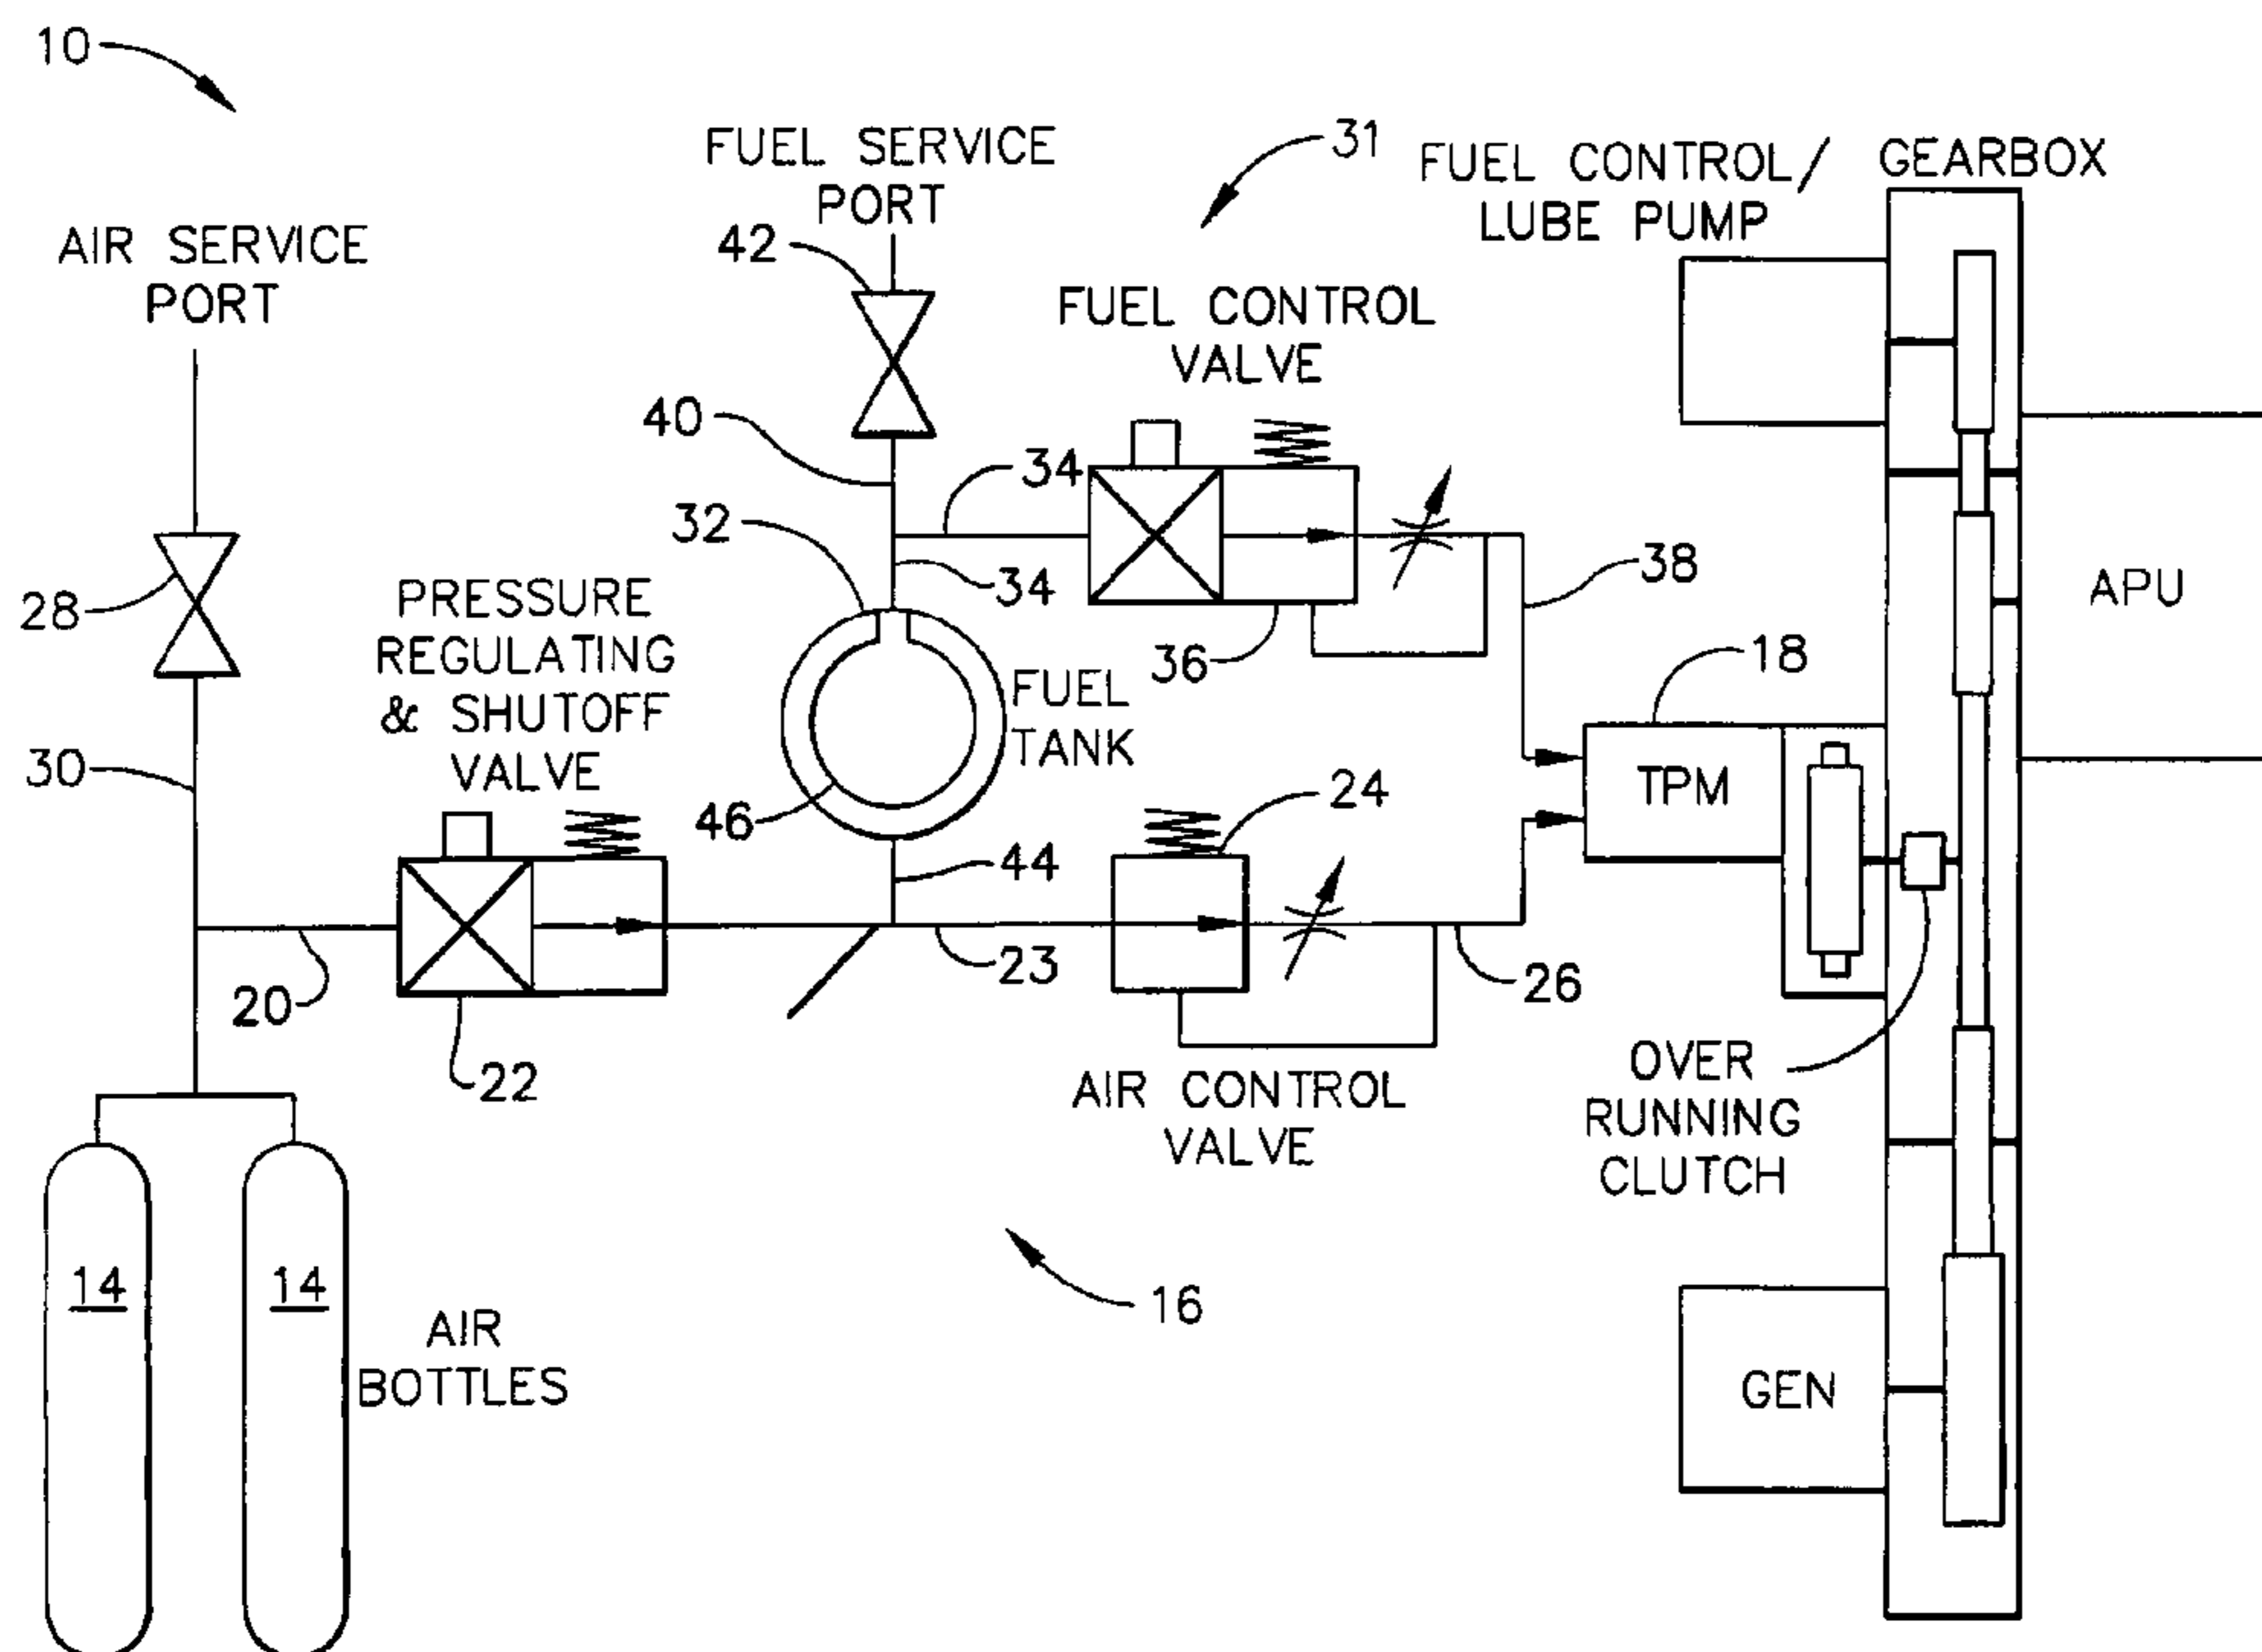 10
FUEL SERVICE
PORT
31
FUEL CONTROL/
LUBE PUMP
GEARBOX
AIR SERVICE
PORT
42
FUEL CONTROL
VALVE
40
34
32
28
34
38
APU
PRESSURE
REGULATING
& SHUTOFF
VALVE
36
18
FUEL
TANK
30
46
24
TPM
44
20
23
26
22
AIR CONTROL
VALVE
OVER
RUNNING
CLUTCH
14
14
16
AIR
BOTTLES
GEN